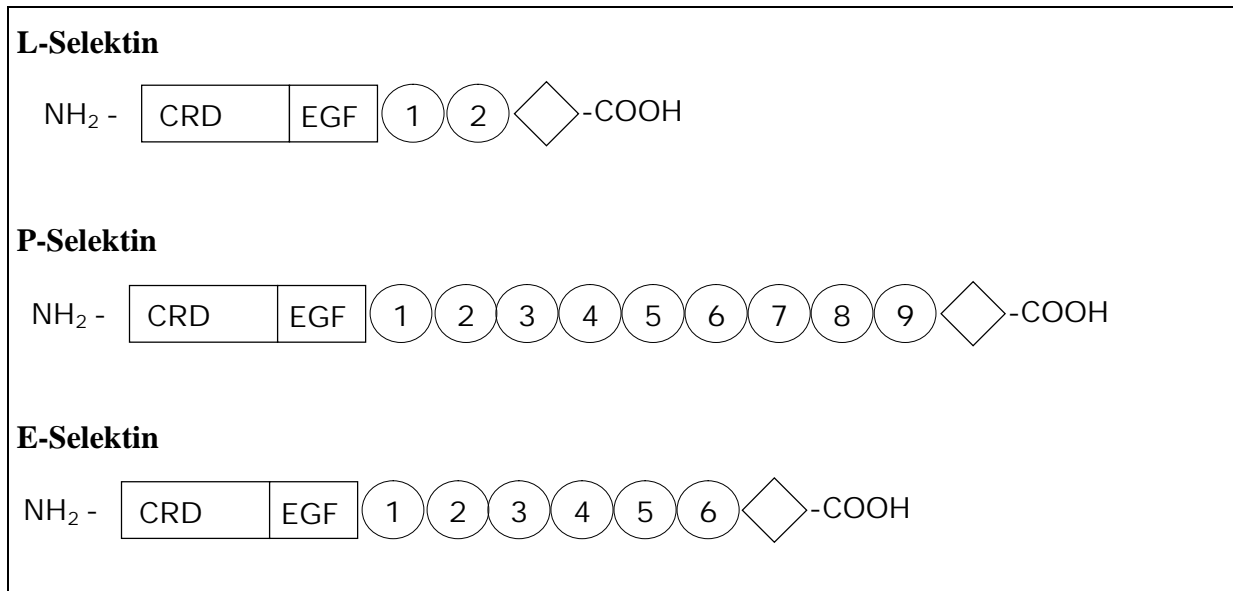 L-Selektin
NH₂ - CRD EGF 1 2 -COOH
P-Selektin
NH₂ - CRD EGF 1 2 3 4 5 6 7 8 9 -COOH
E-Selektin
NH₂ - CRD EGF 1 2 3 4 5 6 -COOH